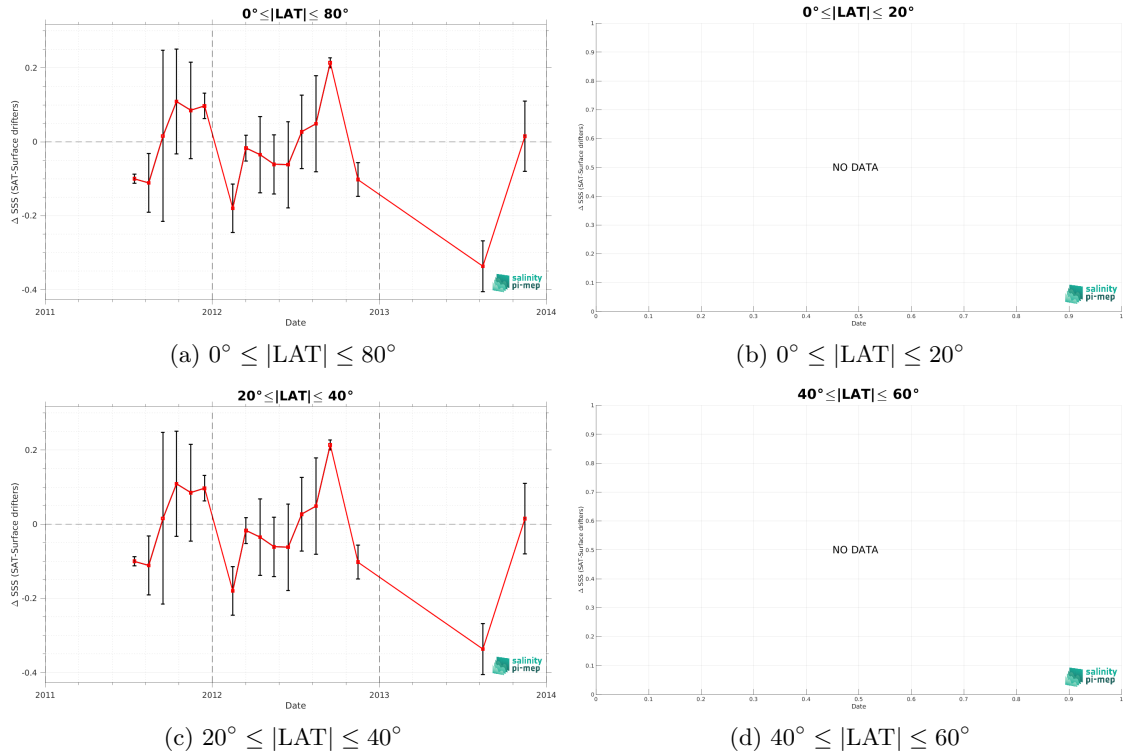 0°≤|LAT|≤ 80°
Δ SSS (SAT-Surface drifters)
0.2
0
-0.2
-0.4
2011 2012 2013 2014
Date
salinity
pi-mep
(a) 0° ≤ |LAT| ≤ 80°
0°≤|LAT|≤ 20°
Δ SSS (SAT-Surface drifters)
1
0.9
0.8
0.7
0.6
0.5
0.4
0.3
0.2
0.1
0
NO DATA
0 0.1 0.2 0.3 0.4 0.5 0.6 0.7 0.8 0.9 1
Date
salinity
pi-mep
(b) 0° ≤ |LAT| ≤ 20°
20°≤|LAT|≤ 40°
Δ SSS (SAT-Surface drifters)
0.2
0
-0.2
-0.4
2011 2012 2013 2014
Date
salinity
pi-mep
(c) 20° ≤ |LAT| ≤ 40°
40°≤|LAT|≤ 60°
Δ SSS (SAT-Surface drifters)
1
0.9
0.8
0.7
0.6
0.5
0.4
0.3
0.2
0.1
0
NO DATA
0 0.1 0.2 0.3 0.4 0.5 0.6 0.7 0.8 0.9 1
Date
salinity
pi-mep
(d) 40° ≤ |LAT| ≤ 60°